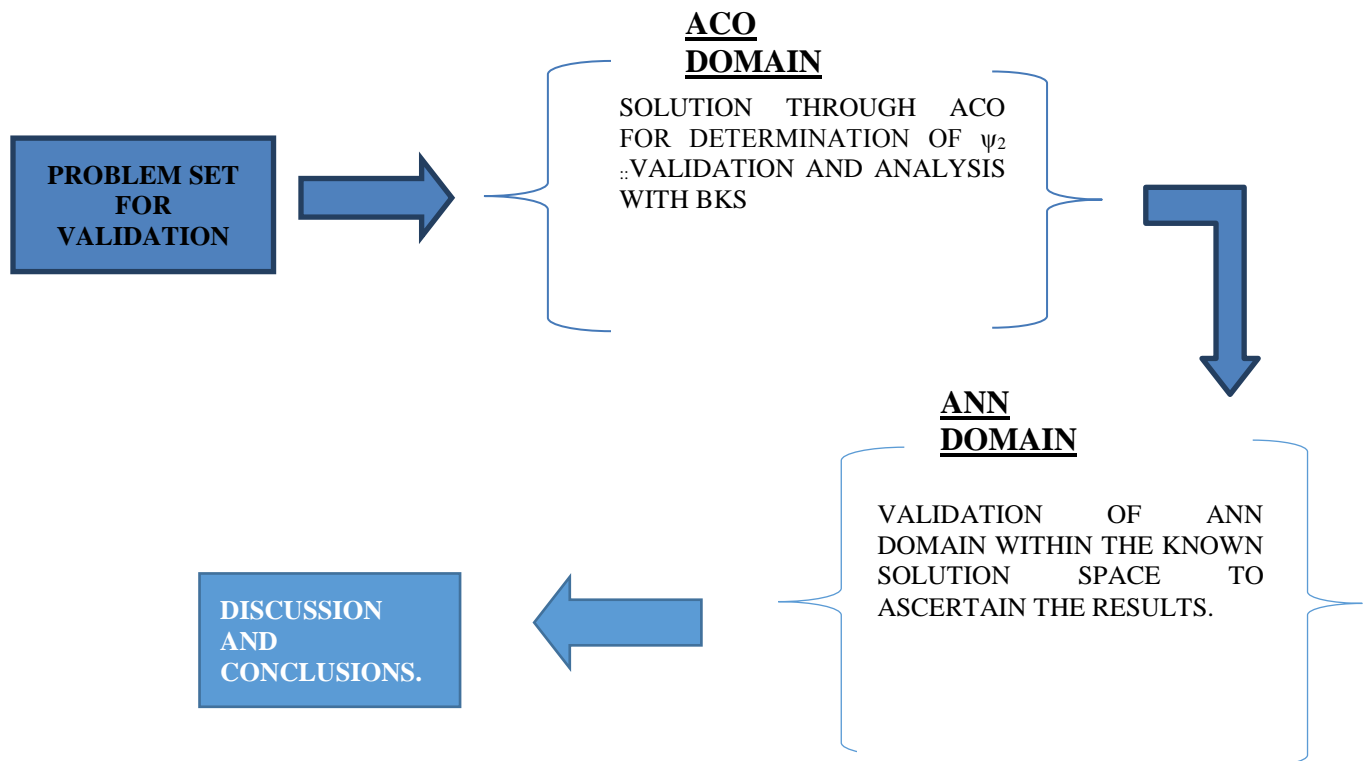 ACO
DOMAIN
SOLUTION THROUGH ACO
FOR DETERMINATION OF ψ₂
::VALIDATION AND ANALYSIS
WITH BKS
PROBLEM SET
FOR
VALIDATION
ANN
DOMAIN
VALIDATION OF ANN
DOMAIN WITHIN THE KNOWN
SOLUTION SPACE TO
ASCERTAIN THE RESULTS.
DISCUSSION
AND
CONCLUSIONS.